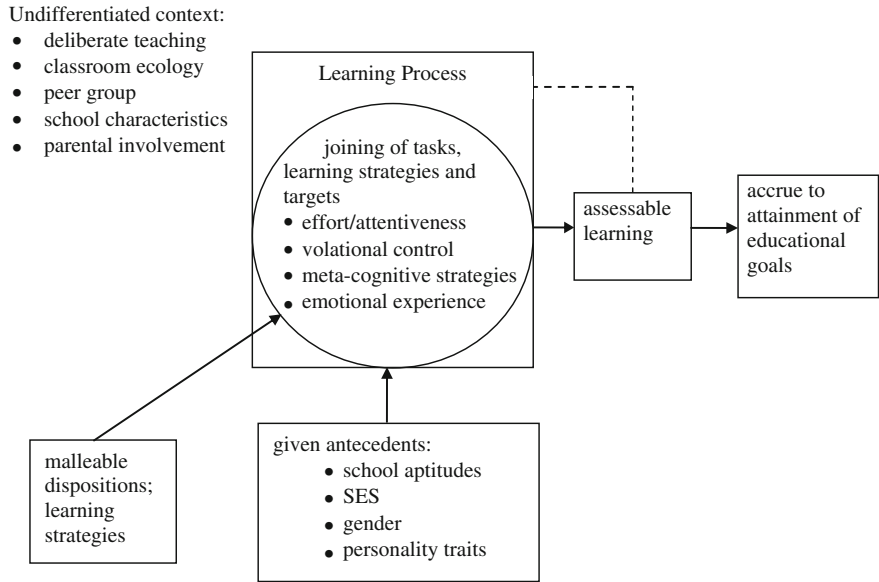 Undifferentiated context:
• deliberate teaching
• classroom ecology
• peer group
• school characteristics
• parental involvement
Learning Process
joining of tasks,
learning strategies and
targets
• effort/attentiveness
• volational control
• meta-cognitive strategies
• emotional experience
assessable
learning
accrue to
attainment of
educational
goals
malleable
dispositions;
learning
strategies
given antecedents:
• school aptitudes
• SES
• gender
• personality traits